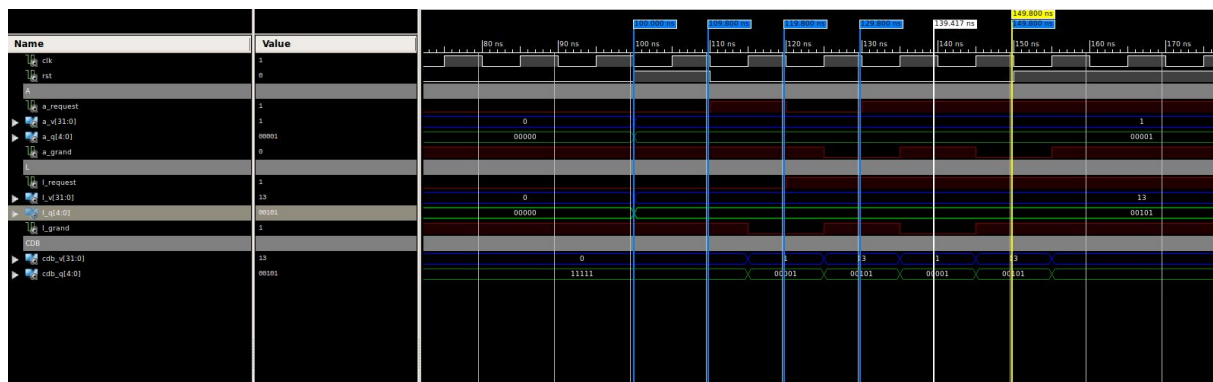 149.800 ns
100.000 ns 109.800 ns 119.800 ns 129.800 ns 139.417 ns 149.800 ns
Name Value 80 ns 90 ns 100 ns 110 ns 120 ns 130 ns 140 ns 150 ns 160 ns 170 ns
clk 1
rst 0
A
a_request 1
a_v[31:0] 1 0 1
a_q[4:0] 00001 00000 00001
a_grand 0
L
l_request 1
l_v[31:0] 13 0 13
l_q[4:0] 00101 00000 00101
l_grand 1
CDB
cdb_v[31:0] 13 0 1 13 1 13
cdb_q[4:0] 00101 11111 00001 00101 00001 00101